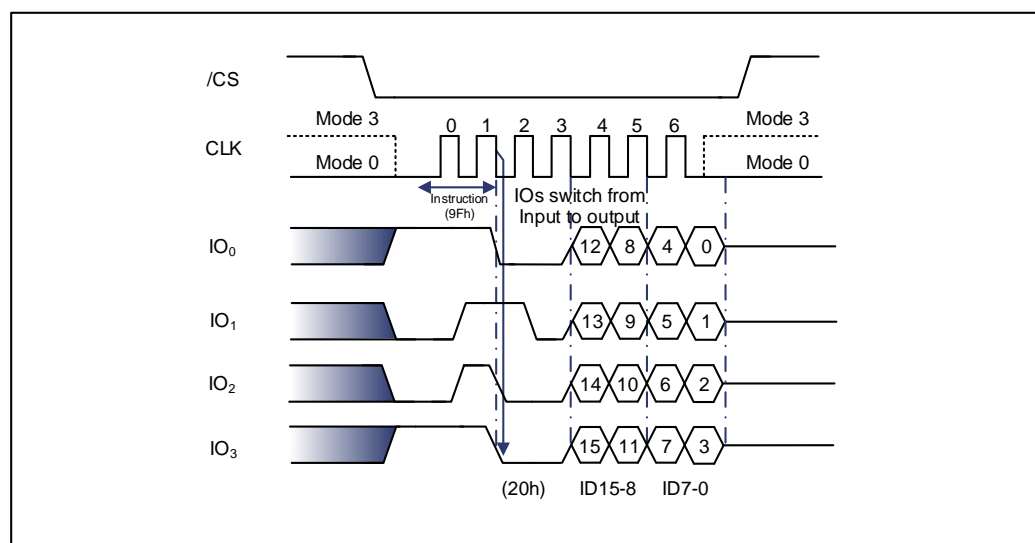 /CS
Mode 3
0 1 2 3 4 5 6
Mode 3
CLK
Mode 0
Mode 0
Instruction
(9Fh)
IOs switch from
Input to output
IO0
12 8 4 0
IO1
13 9 5 1
IO2
14 10 6 2
IO3
15 11 7 3
(20h) ID15-8 ID7-0